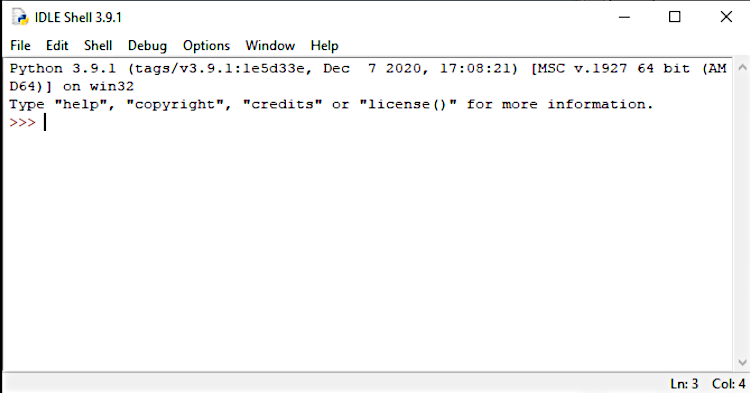 IDLE Shell 3.9.1
File Edit Shell Debug Options Window Help
Python 3.9.1 (tags/v3.9.1:1e5d33e, Dec  7 2020, 17:08:21) [MSC v.1927 64 bit (AM
D64)] on win32
Type "help", "copyright", "credits" or "license()" for more information.
>>>
Ln: 3 Col: 4